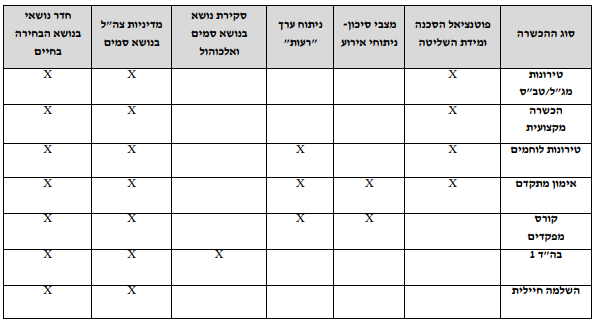 סוג ההכשרה | פוטנציאל הסכנה ומידת השליטה | מצבי סיכון- ניתוחי אירוע | ניתוח ערך "רעות" | סקירת נושא בנושא סמים ואלכוהול | מדיניות צה"ל בנושא סמים | חדר נושאי בנושא הבחירה בחיים
טירונות מג"ל/טב"ס | X | | | | X | X
הכשרה מקצועית | X | | | | X | X
טירונות לוחמים | X | | X | | X | X
אימון מתקדם | X | X | X | | X | X
קורס מפקדים | | X | X | | X | X
בה"ד 1 | | | | X | X | X
השלמה חיילית | | | | | X | X